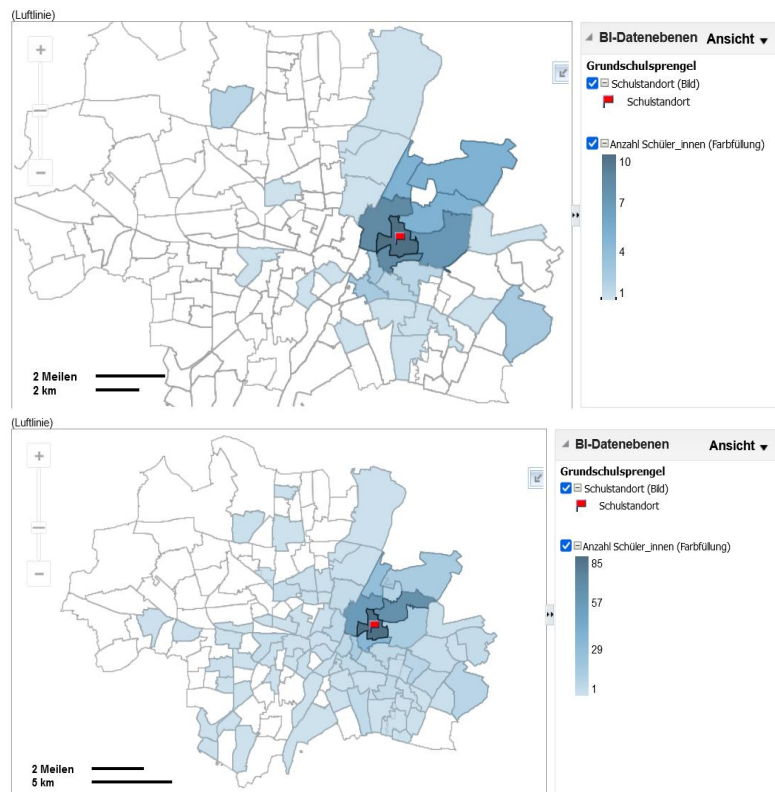 (Luftlinie)
BI-Datenebenen Ansicht
Grundschulsprengel
Schulstandort (Bild)
Schulstandort
Anzahl Schüler_innen (Farbfüllung)
10
7
4
1
2 Meilen
2 km
(Luftlinie)
BI-Datenebenen Ansicht
Grundschulsprengel
Schulstandort (Bild)
Schulstandort
Anzahl Schüler_innen (Farbfüllung)
85
57
29
1
2 Meilen
5 km